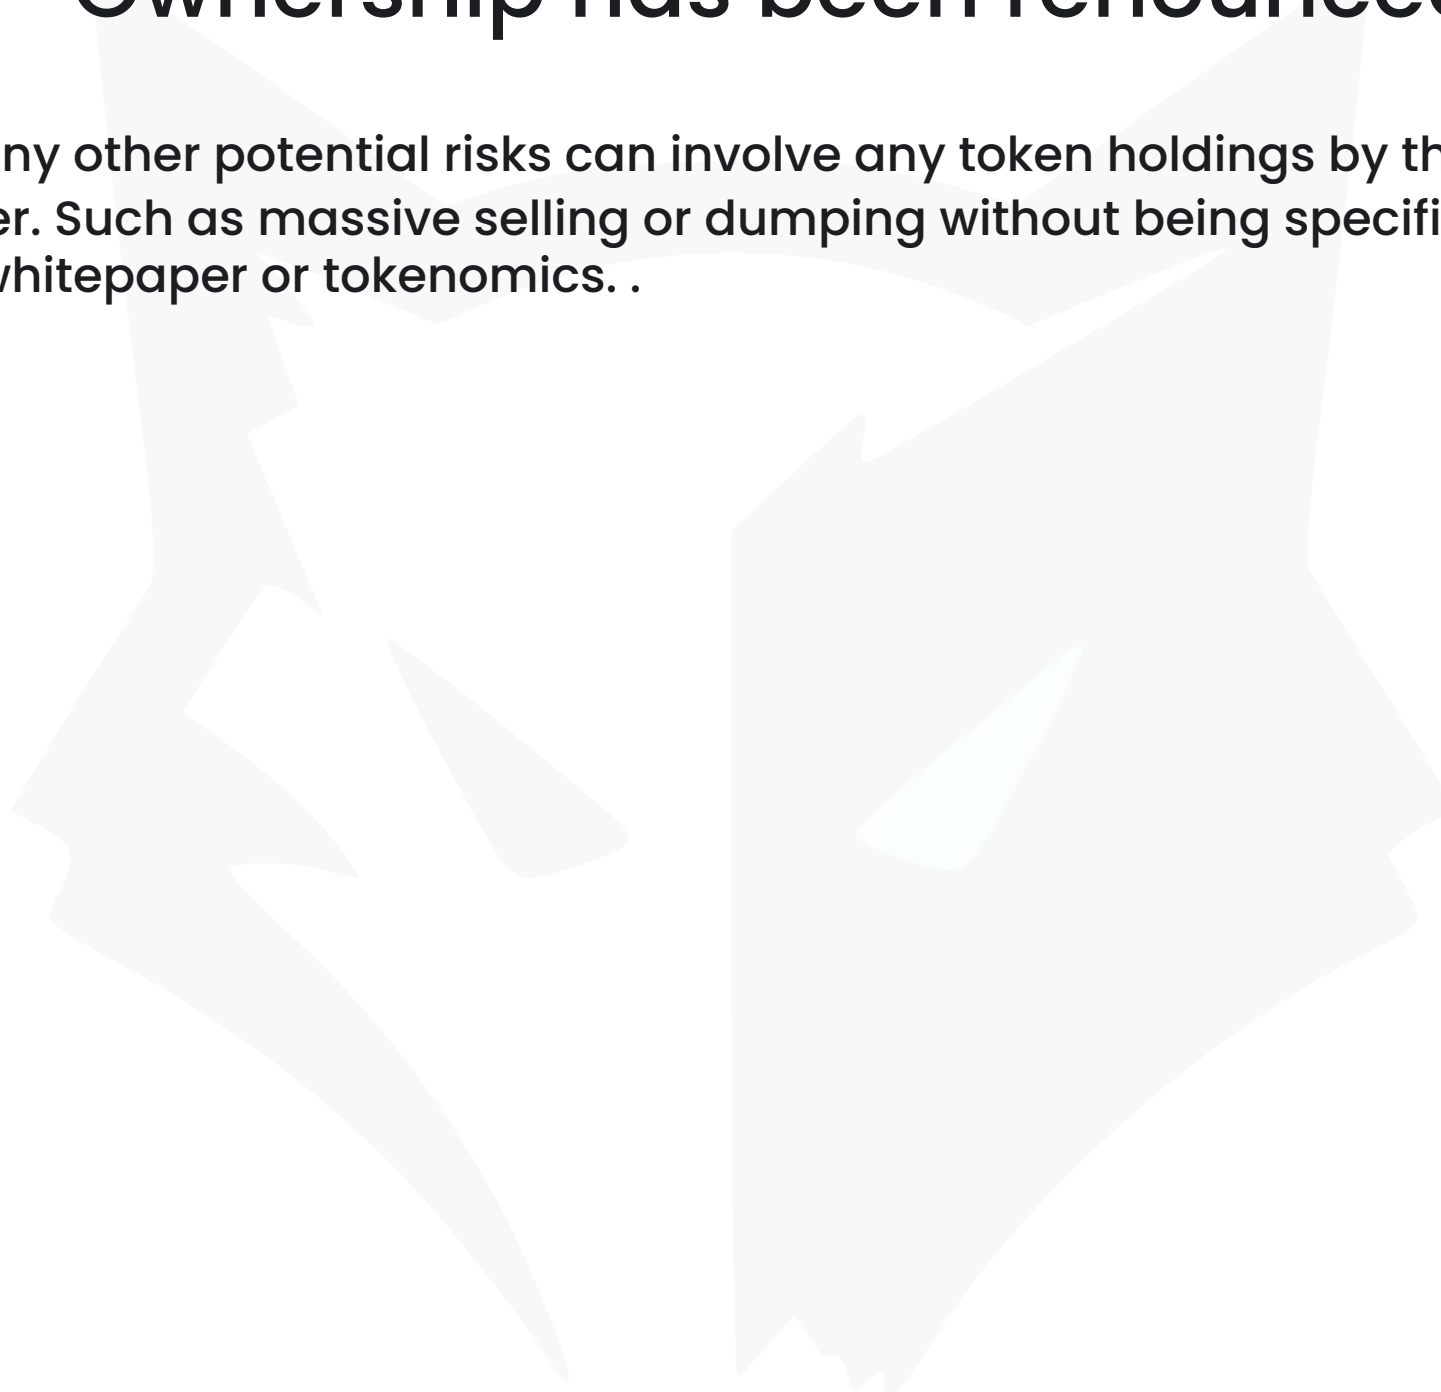 Ownership has been renounced
ny other potential risks can involve any token holdings by th
er. Such as massive selling or dumping without being specifi
whitepaper or tokenomics. .